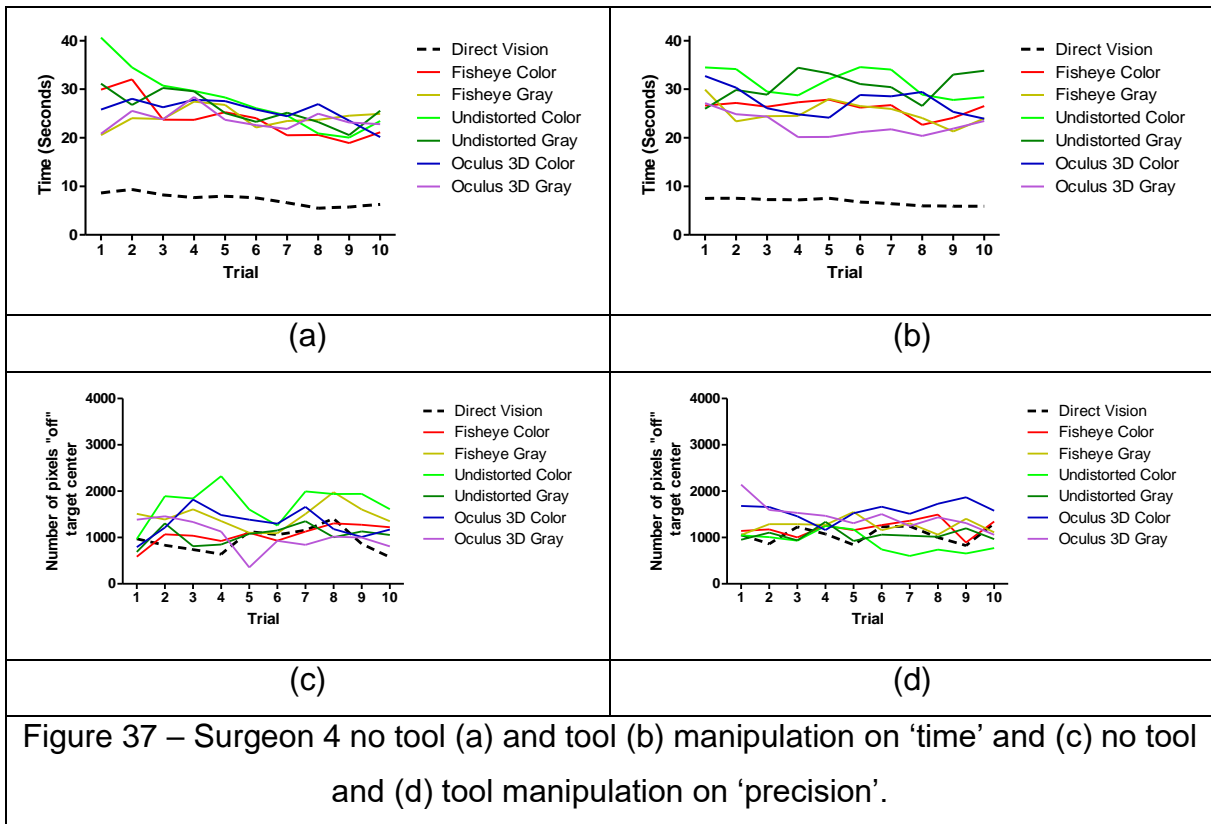 40
30
20
10
0
Time (Seconds)
1 2 3 4 5 6 7 8 9 10
Trial
Direct Vision
Fisheye Color
Fisheye Gray
Undistorted Color
Undistorted Gray
Oculus 3D Color
Oculus 3D Gray
40
30
20
10
0
Time (Seconds)
1 2 3 4 5 6 7 8 9 10
Trial
Direct Vision
Fisheye Color
Fisheye Gray
Undistorted Color
Undistorted Gray
Oculus 3D Color
Oculus 3D Gray
(a)
(b)
4000
3000
2000
1000
0
Number of pixels "off"
target center
1 2 3 4 5 6 7 8 9 10
Trial
Direct Vision
Fisheye Color
Fisheye Gray
Undistorted Color
Undistorted Gray
Oculus 3D Color
Oculus 3D Gray
4000
3000
2000
1000
0
Number of pixels "off"
target center
1 2 3 4 5 6 7 8 9 10
Trial
Direct Vision
Fisheye Color
Fisheye Gray
Undistorted Color
Undistorted Gray
Oculus 3D Color
Oculus 3D Gray
(c)
(d)
Figure 37 – Surgeon 4 no tool (a) and tool (b) manipulation on ‘time’ and (c) no tool
and (d) tool manipulation on ‘precision’.